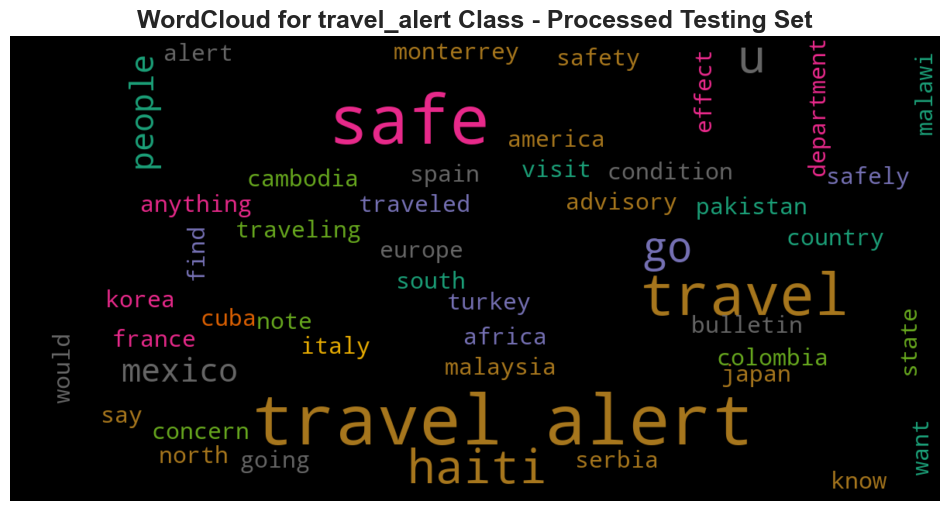 WordCloud for travel_alert Class - Processed Testing Set
alert
monterrey
safety
u
effect
department
malawi
people
safe
america
cambodia
spain
visit
condition
safely
anything
traveled
advisory
pakistan
traveling
find
europe
go
country
south
korea
turkey
travel
cuba
note
bulletin
france
italy
africa
state
would
mexico
malaysia
colombia
japan
say
travel alert
concern
north
going
haiti
serbia
want
know